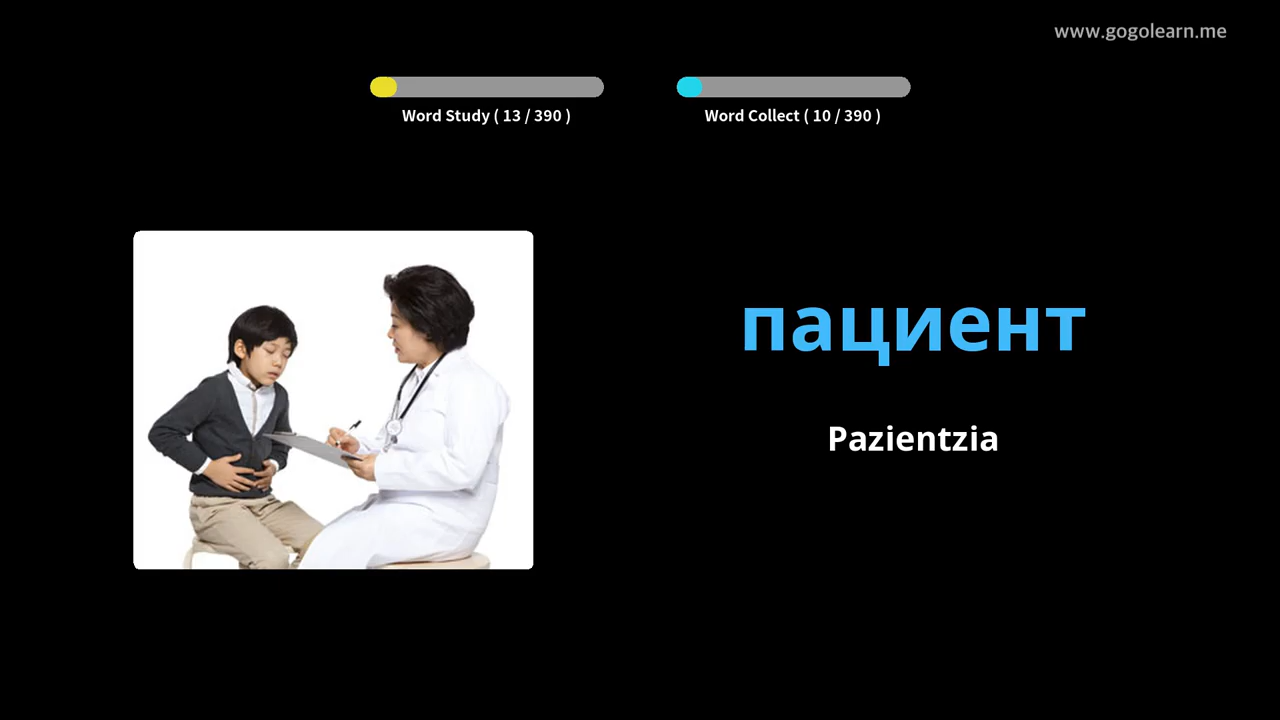 www.gogolearn.me
Word Study ( 13 / 390 )
Word Collect ( 10 / 390 )
пациент
Pazientzia